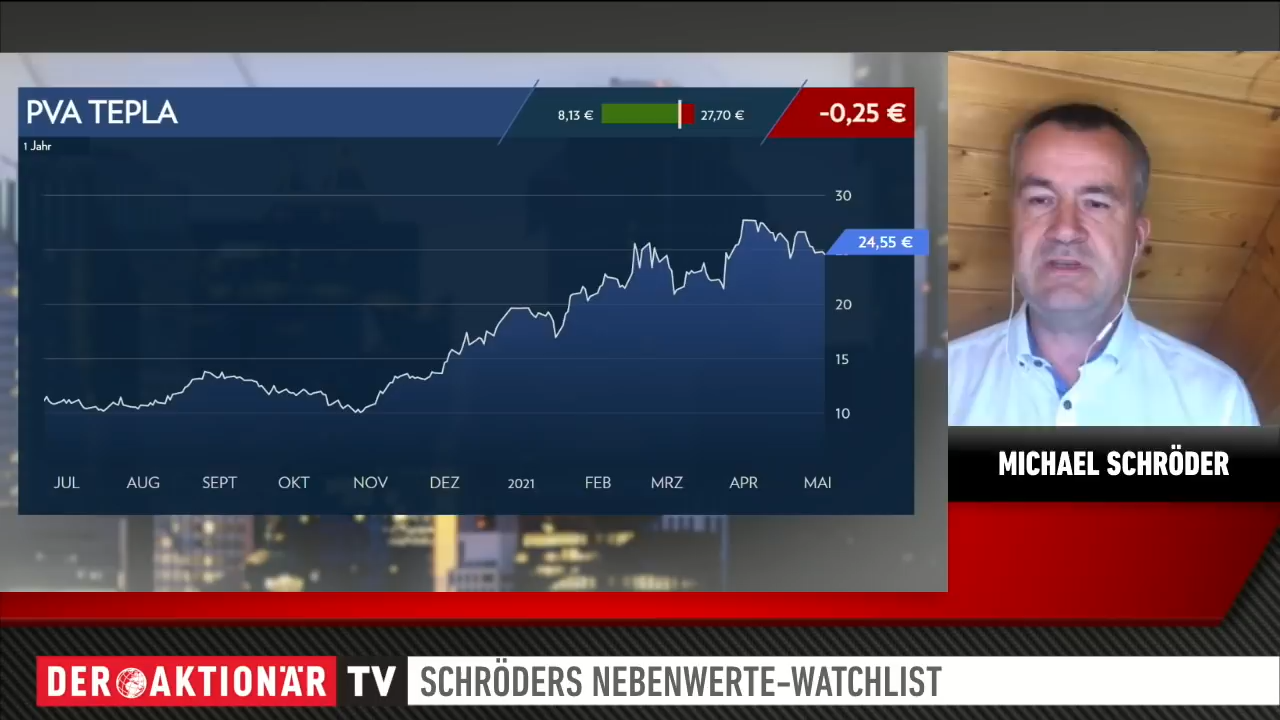 PVA TEPLA
8,13 €
27,70 €
-0,25 €
1 Jahr
30
24,55 €
20
15
10
JUL AUG SEPT OKT NOV DEZ 2021 FEB MRZ APR MAI
MICHAEL SCHRÖDER
DER AKTIONÄR TV
SCHRÖDERS NEBENWERTE-WATCHLIST